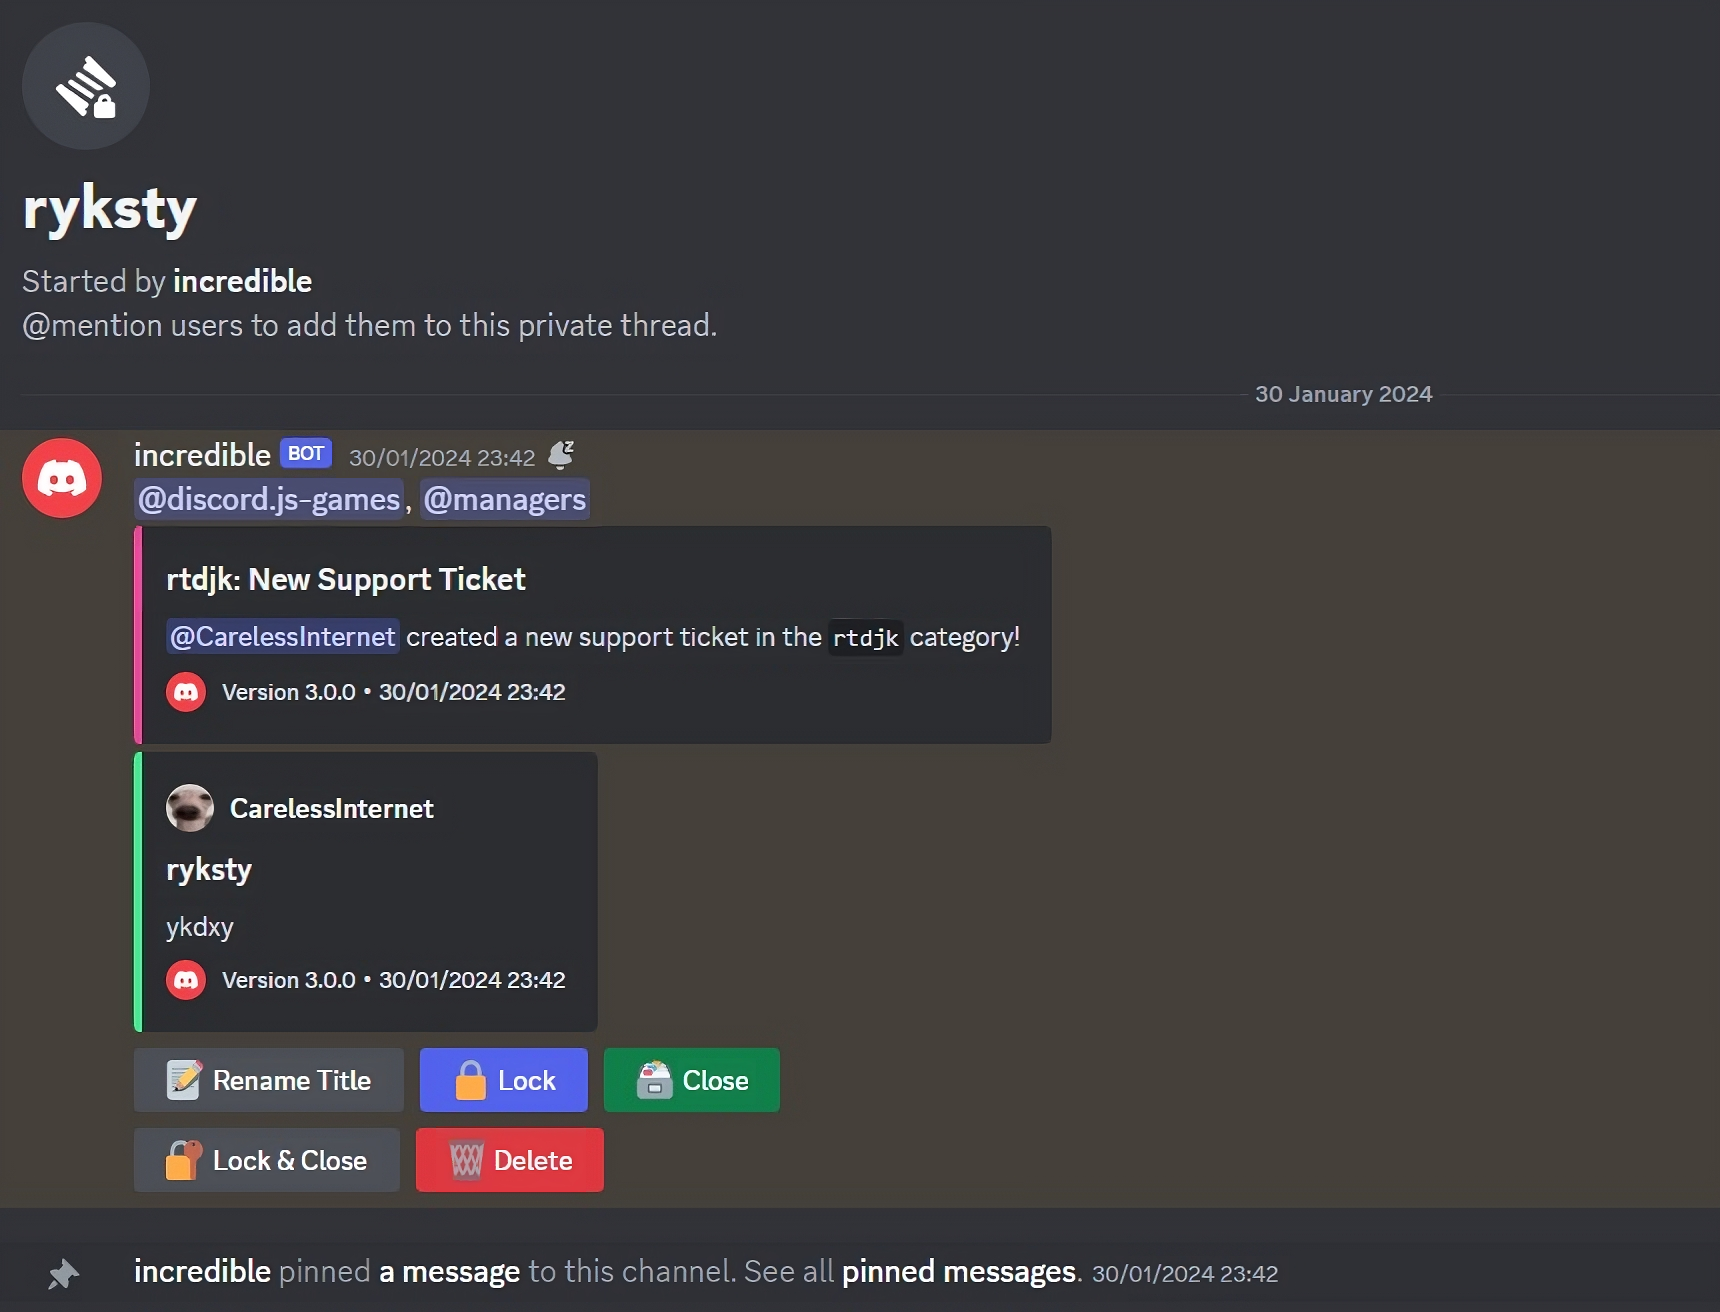 ryksty
Started by incredible
@mention users to add them to this private thread.
30 January 2024
incredible BOT 30/01/2024 23:42
@discord.js-games, @managers
rtdjk: New Support Ticket
@CarelessInternet created a new support ticket in the rtdjk category!
Version 3.0.0 • 30/01/2024 23:42
CarelessInternet
ryksty
ykdxy
Version 3.0.0 • 30/01/2024 23:42
Rename Title Lock Close
Lock & Close Delete
incredible pinned a message to this channel. See all pinned messages. 30/01/2024 23:42